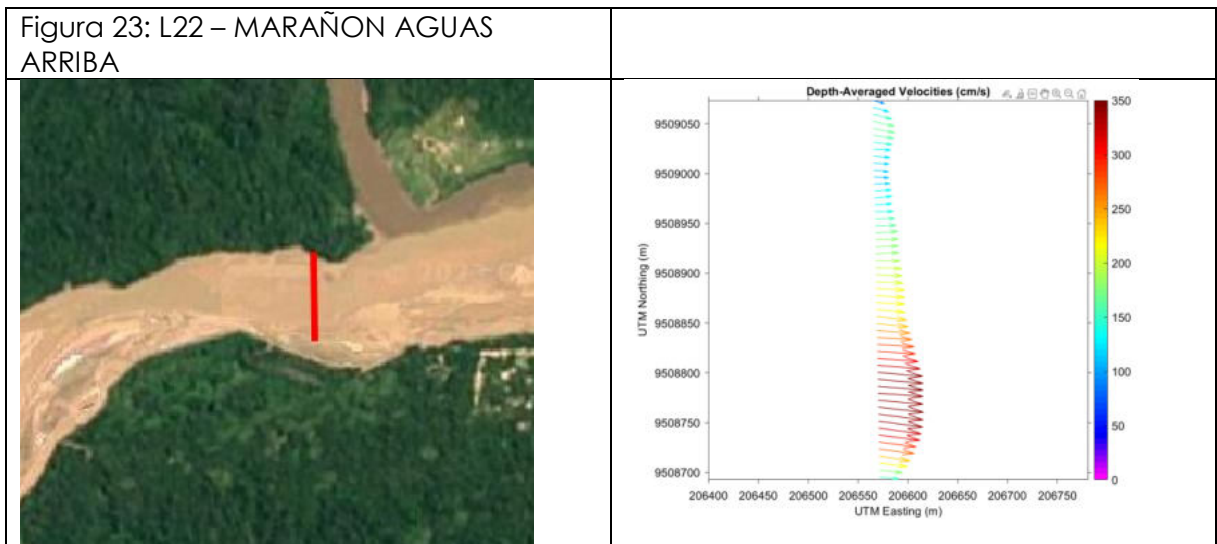 Figura 23: L22 – MARAÑON AGUAS
ARRIBA
Depth-Averaged Velocities (cm/s)
350
300
250
200
150
100
50
0
9509050
9509000
9508950
9508900
9508850
9508800
9508750
9508700
UTM Northing (m)
206400 206450 206500 206550 206600 206650 206700 206750
UTM Easting (m)